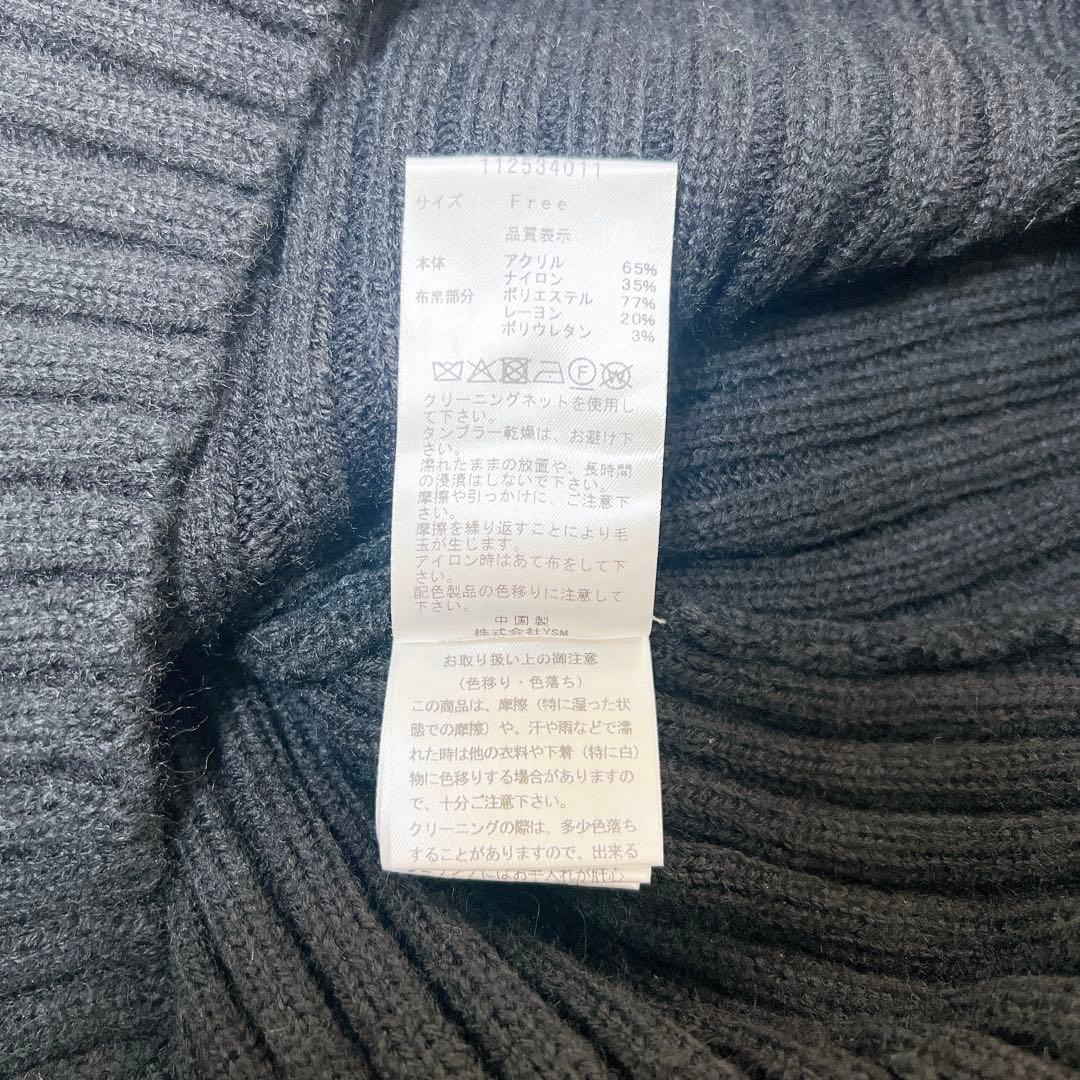 112534011
サイズ Free
品質表示
本体 アクリル 65%
ナイロン 35%
布帛部分 ポリエステル 77%
レーヨン 20%
ポリウレタン 3%
F W
クリーニングネットを使用し
て下さい。
タンブラー乾燥は、お避け下
さい。
濡れたままの放置や、長時間
の浸漬はしないで下さい。
摩擦や引っかけに、ご注意下
さい。
摩擦を繰り返すことにより毛
玉が生じます。
アイロン時はあて布をして下
さい。
配色製品の色移りに注意して
下さい。
中国製
株式会社YSM
お取り扱い上の御注意
(色移り・色落ち)
この商品は、摩擦(特に湿った状
態での摩擦)や、汗や雨などで濡
れた時は他の衣料や下着(特に白)
物に色移りする場合がありますの
で、十分ご注意下さい。
クリーニングの際は、多少色落ち
することがありますので、出来る
にはお手入れが肝心